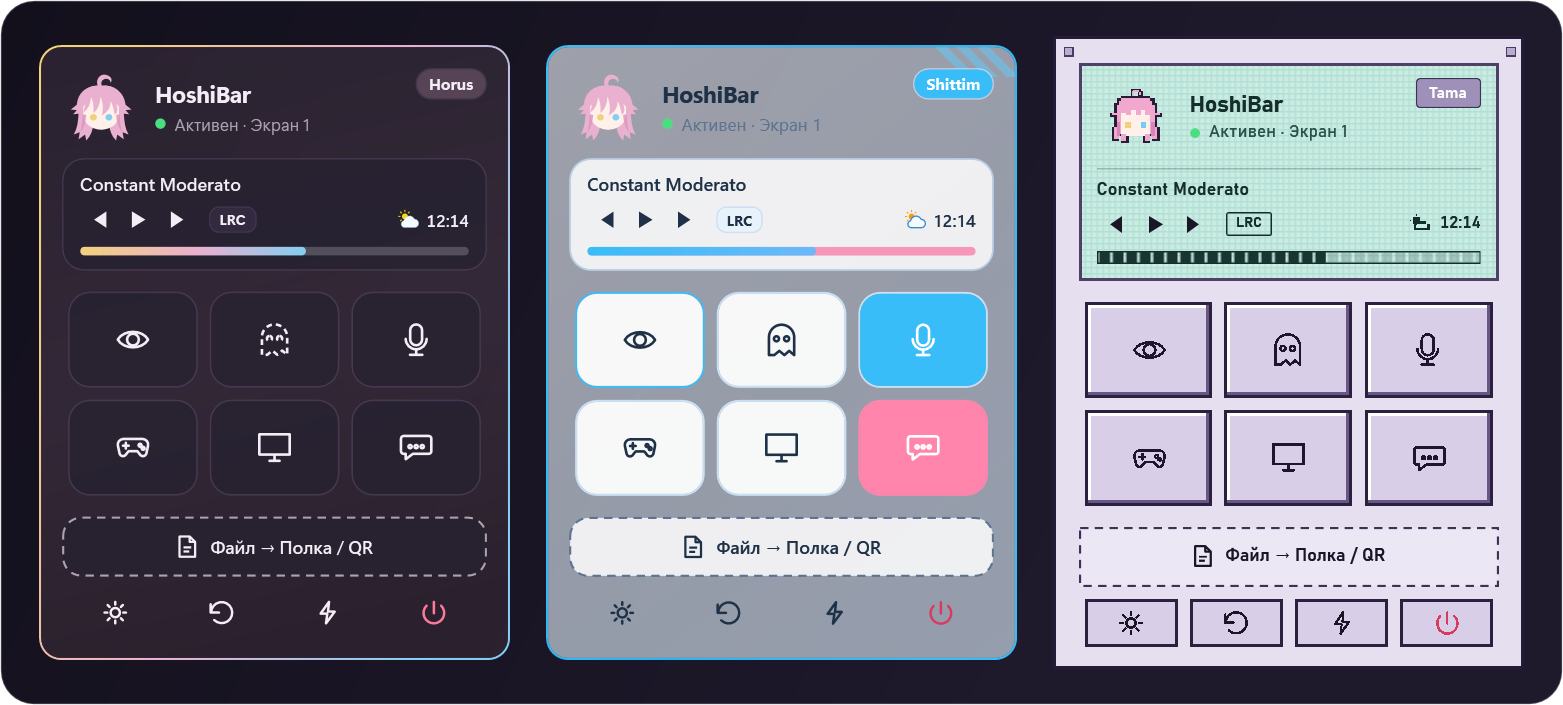 HoshiBar
Horus
Активен · Экран 1
Constant Moderato
LRC
12:14
Файл → Полка / QR
HoshiBar
Shittim
Активен · Экран 1
Constant Moderato
LRC
12:14
Файл → Полка / QR
HoshiBar
Tama
Активен · Экран 1
Constant Moderato
LRC
12:14
Файл → Полка / QR